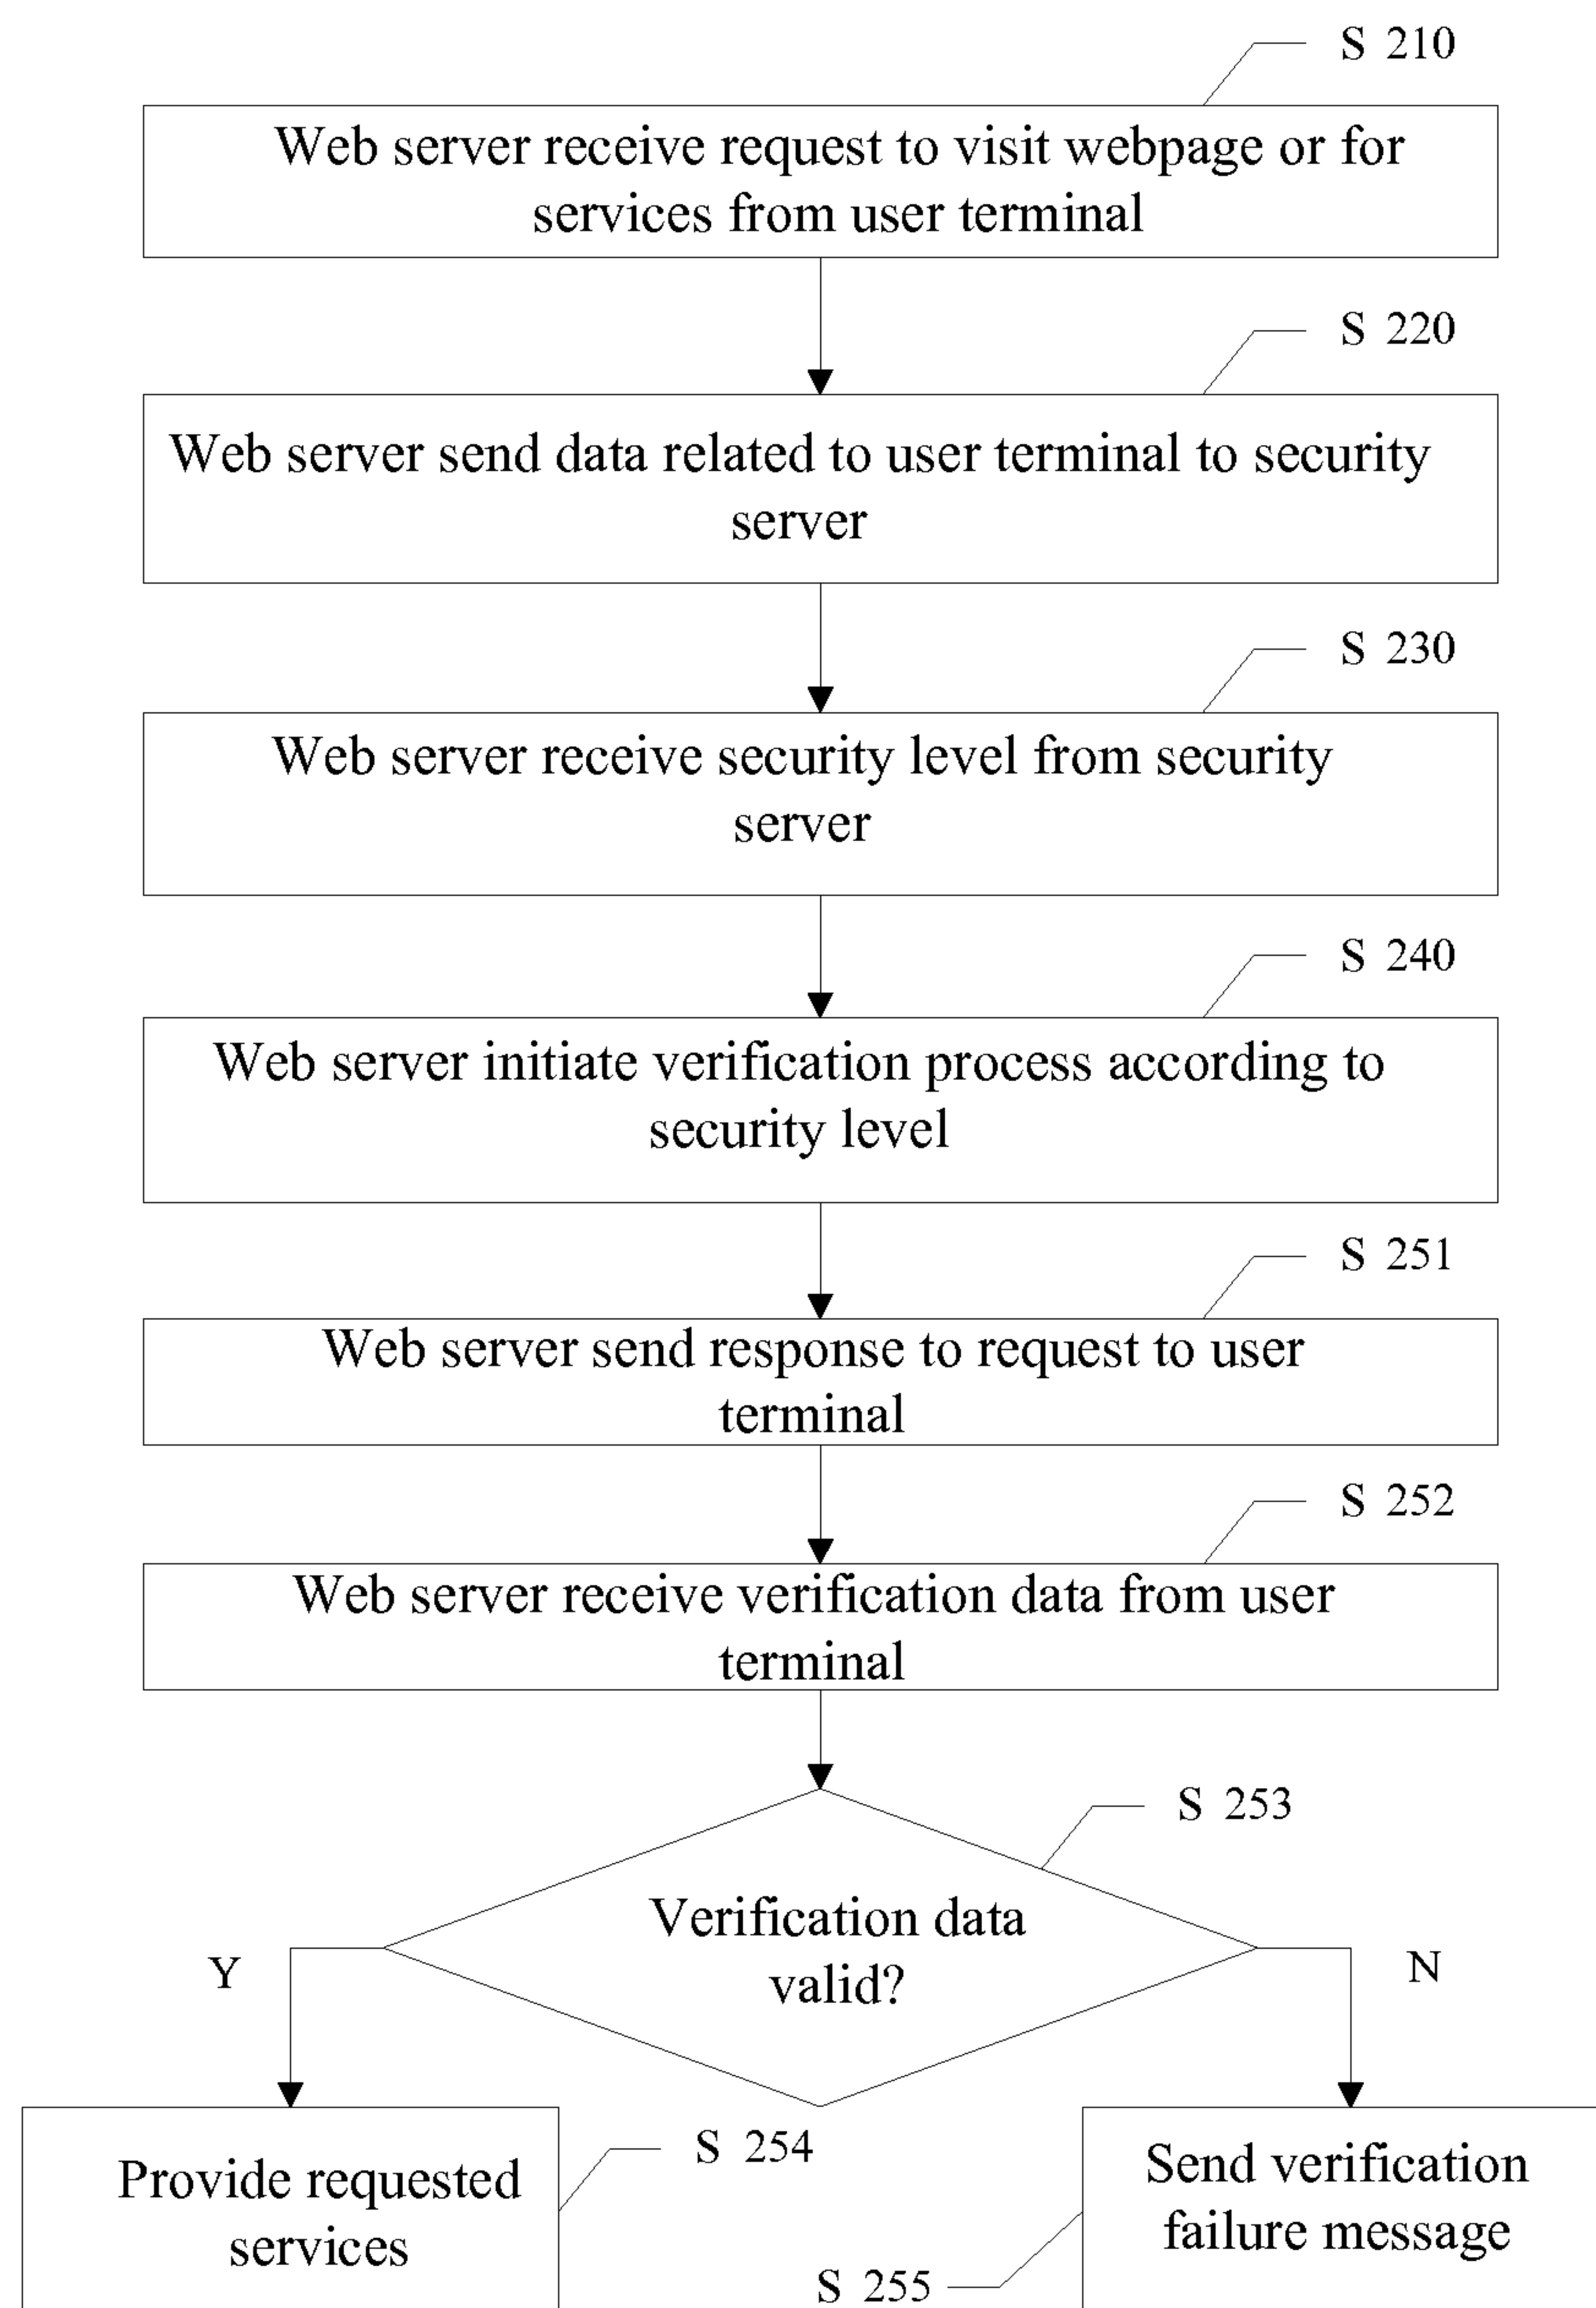 S 210
Web server receive request to visit webpage or for
services from user terminal
S 220
Web server send data related to user terminal to security
server
S 230
Web server receive security level from security
server
S 240
Web server initiate verification process according to
security level
S 251
Web server send response to request to user
terminal
S 252
Web server receive verification data from user
terminal
S 253
Verification data
valid?
Y
N
S 254
Provide requested
services
Send verification
failure message
S 255